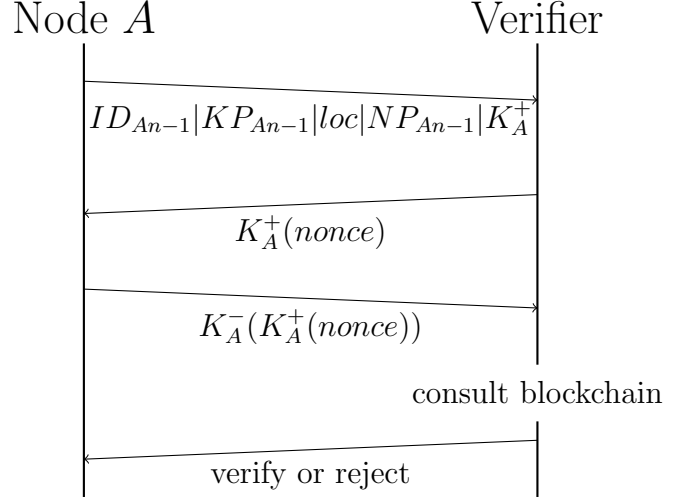 Node A Verifier
ID_{An−1}|KP_{An−1}|loc|NP_{An−1}|K_A^+
K_A^+(nonce)
K_A^−(K_A^+(nonce))
consult blockchain
verify or reject